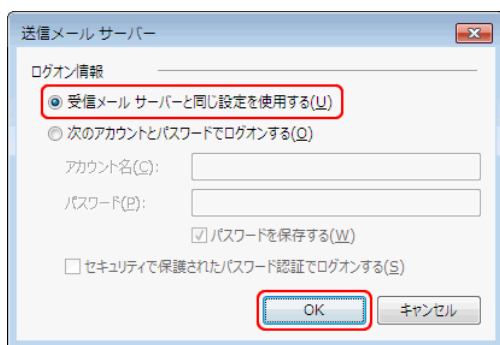 送信メール サーバー
ログオン情報
受信メール サーバーと同じ設定を使用する(U)
次のアカウントとパスワードでログオンする(O)
アカウント名(C):
パスワード(P):
パスワードを保存する(W)
セキュリティで保護されたパスワード認証でログオンする(S)
OK キャンセル